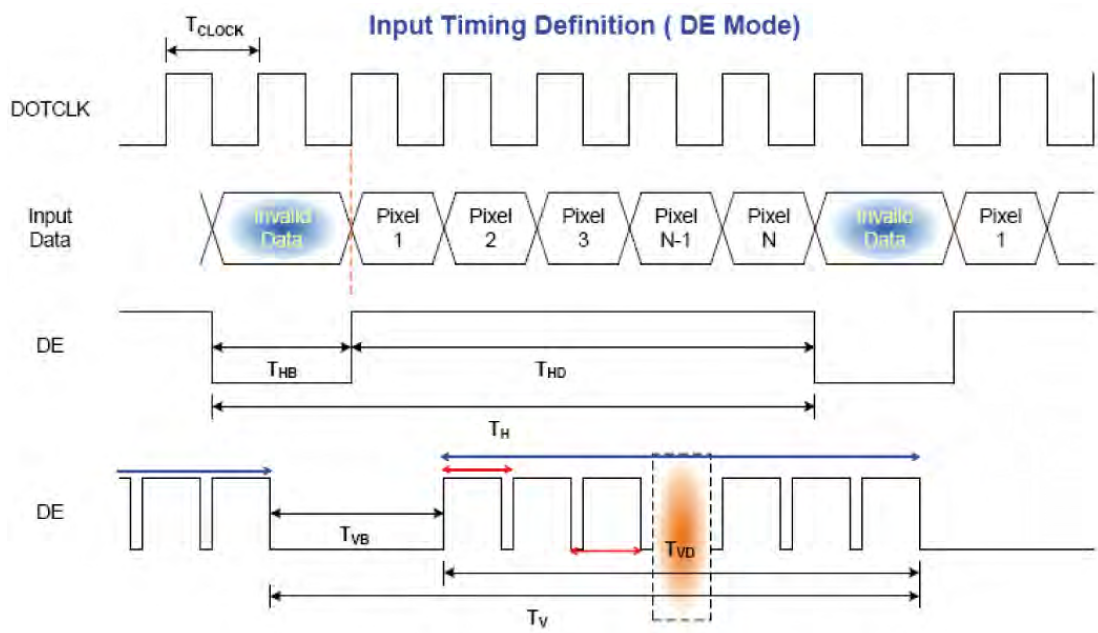 Input Timing Definition ( DE Mode)
TCLOCK
DOTCLK
Input
Data
Invalid
Data
Pixel
1
Pixel
2
Pixel
3
Pixel
N-1
Pixel
N
Invalid
Data
Pixel
1
DE
THB
THD
TH
DE
TVB
TVD
TV